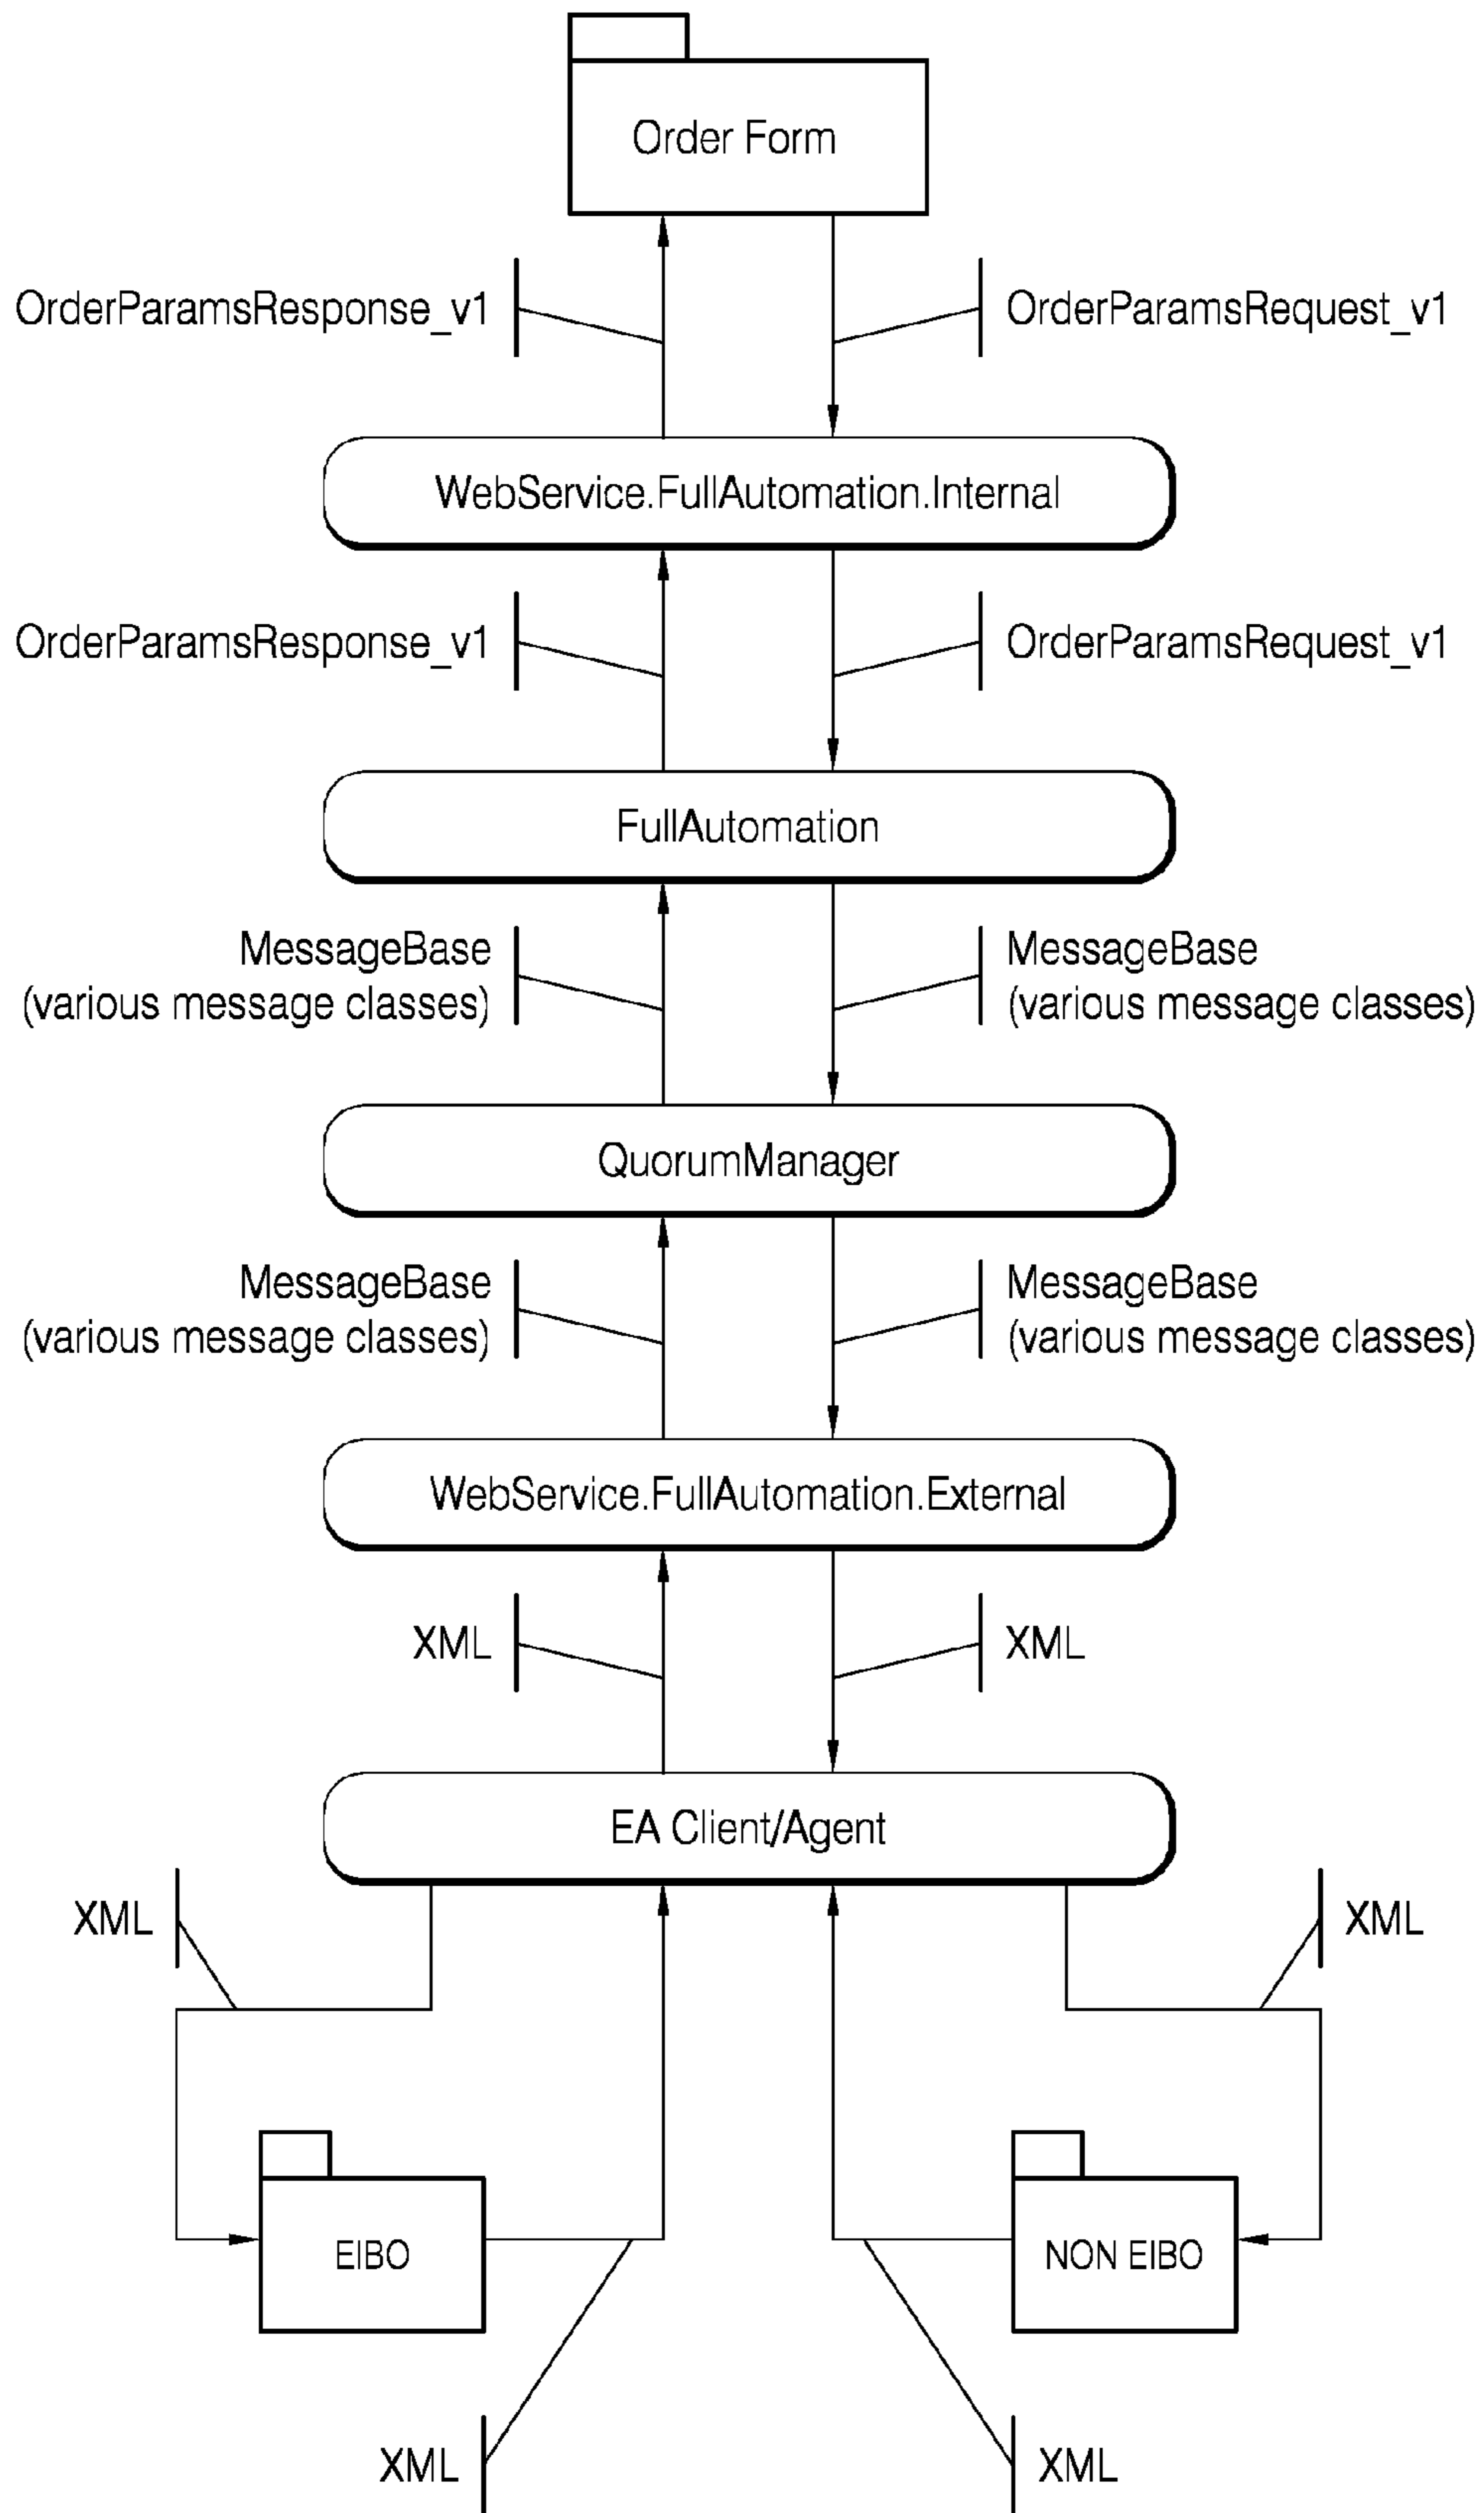 Order Form
OrderParamsResponse_v1
OrderParamsRequest_v1
WebService.FullAutomation.Internal
OrderParamsResponse_v1
OrderParamsRequest_v1
FullAutomation
MessageBase
(various message classes)
MessageBase
(various message classes)
QuorumManager
MessageBase
(various message classes)
MessageBase
(various message classes)
WebService.FullAutomation.External
XML
XML
EA Client/Agent
XML
XML
EIBO
NON EIBO
XML
XML